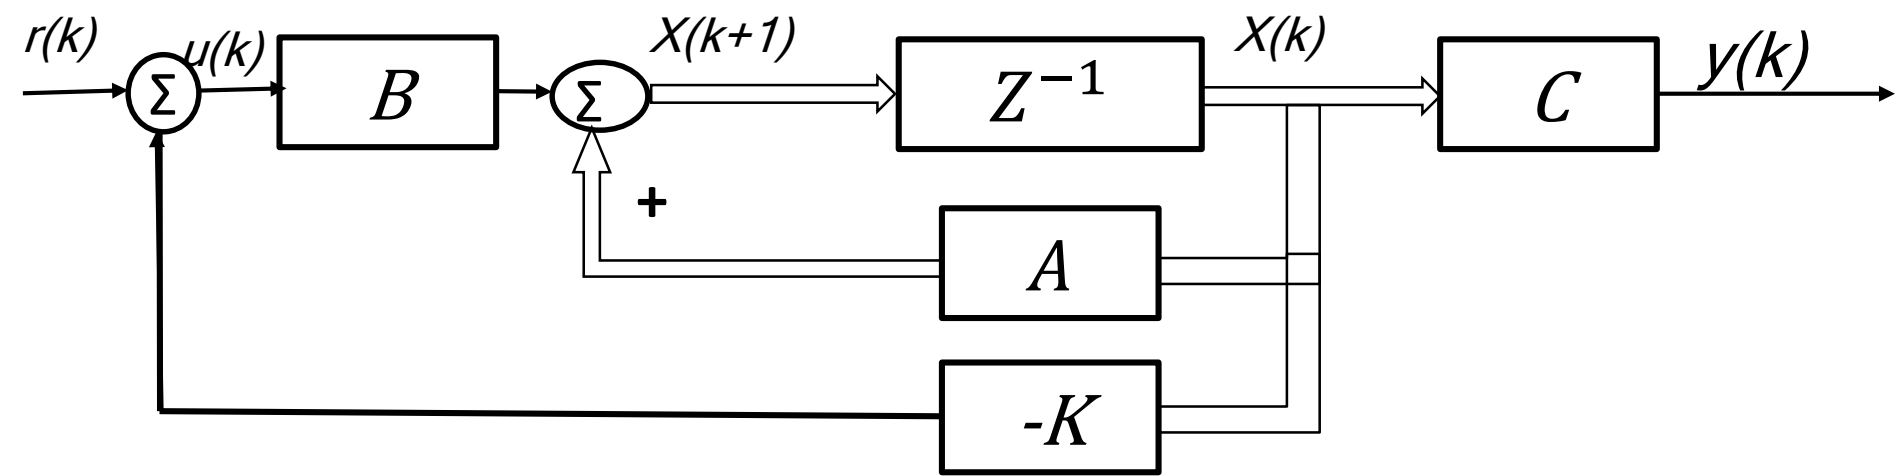 r(k)
u(k)
X(k+1)
X(k)
y(k)
Σ
B
Σ
Z⁻¹
C
+
A
-K